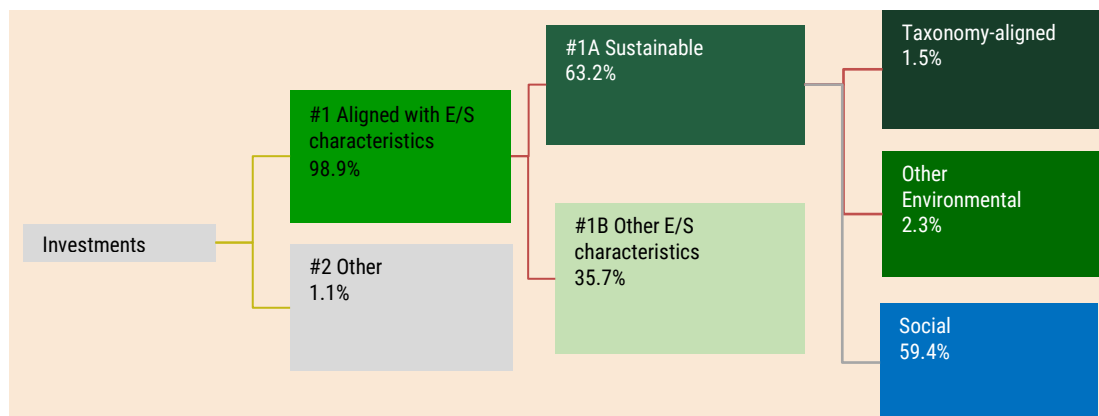 Investments
#1 Aligned with E/S
characteristics
98.9%
#2 Other
1.1%
#1A Sustainable
63.2%
#1B Other E/S
characteristics
35.7%
Taxonomy-aligned
1.5%
Other
Environmental
2.3%
Social
59.4%